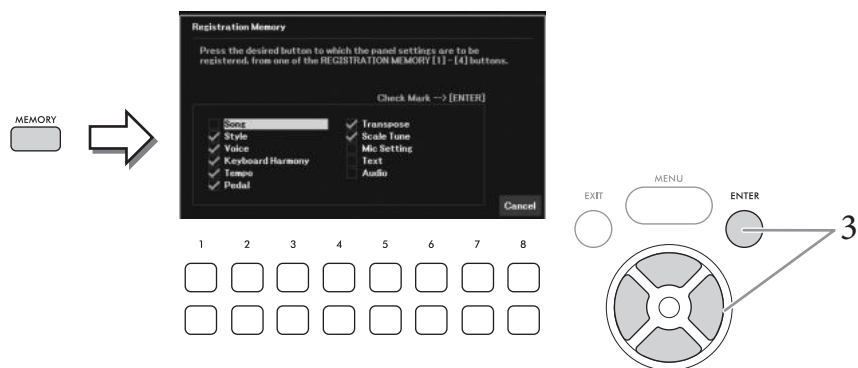 MEMORY
Registration Memory
Press the desired button to which the panel settings are to be
registered, from one of the REGISTRATION MEMORY [1] - [4] buttons.
Check Mark --> [ENTER]
Song
Style
Voice
Keyboard Harmony
Tempo
Pedal
Transpose
Scale Tune
Mic Setting
Text
Audio
Cancel
1 2 3 4 5 6 7 8
EXIT
MENU
ENTER
3